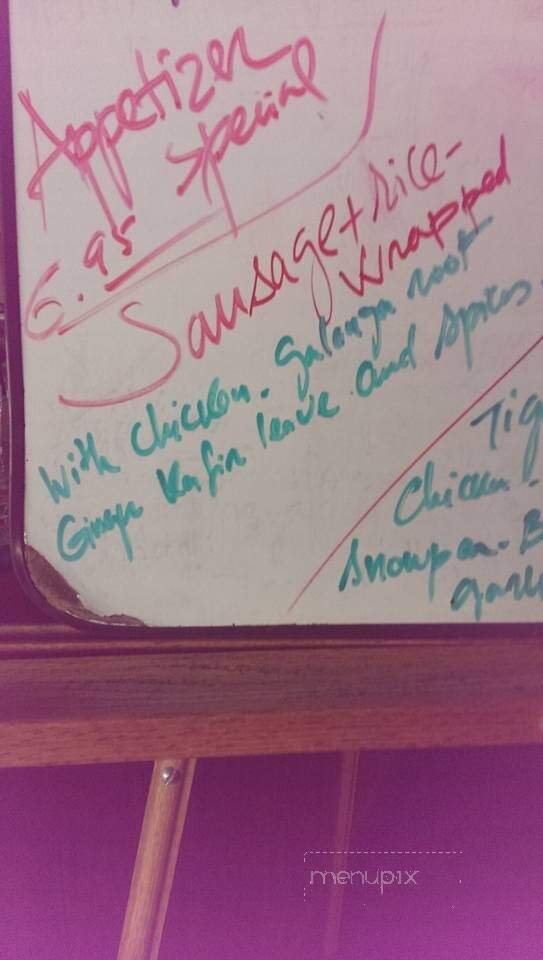 Appetizer
Special
6.95
Sausage + rice-
wrapped
With chicken. Galanga root
Ginger Kafir leave and spices.
Tig
Chicken.
Snowpea. B
garli
menupix